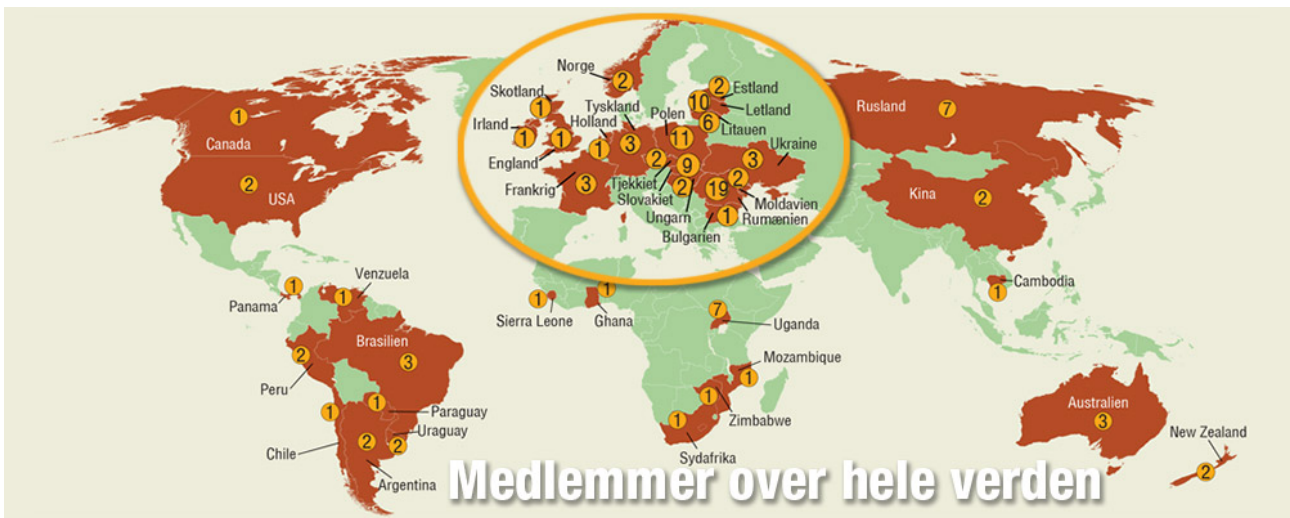 Norge
2
Skotland
1
Irland
1
England
1
Tyskland
3
Holland
1
Polen
11
2
Estland
10
Letland
6
Litauen
3
Ukraine
Frankrig
3
2
Tjekkiet
9
Slovakiet
2
Ungarn
19
2
Moldavien
Rumænien
1
Bulgarien
1
Canada
2
USA
Rusland
7
Kina
2
Cambodia
1
1
Panama
Venzuela
1
Brasilien
3
2
Peru
1
Chile
1
Paraguay
Uraguay
2
2
Argentina
1
Sierra Leone
1
Ghana
7
Uganda
Mozambique
1
1
Zimbabwe
1
Sydafrika
Australien
3
New Zealand
2
Medlemmer over hele verden